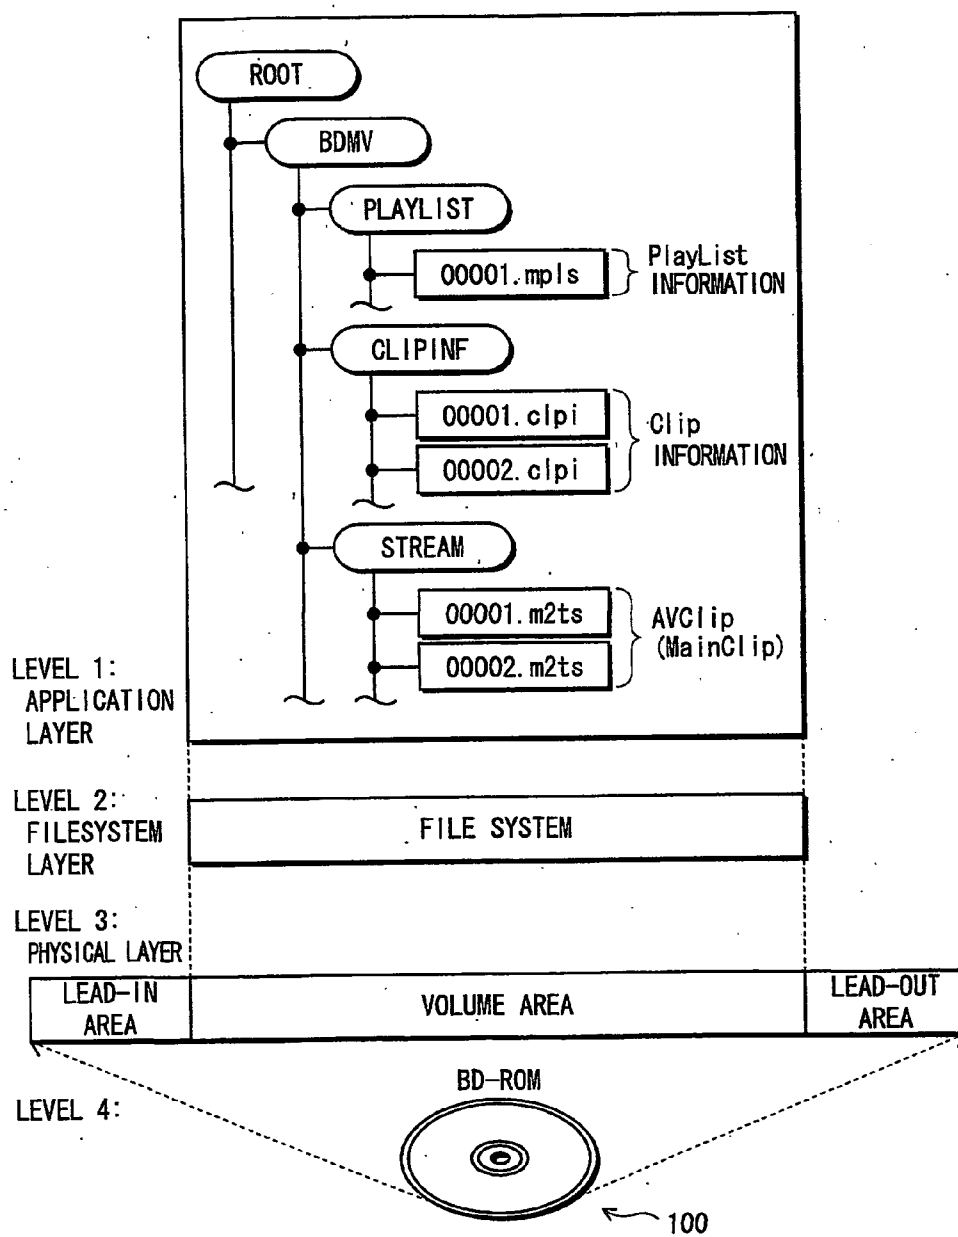 ROOT
BDMV
PLAYLIST
00001.mpls
PlayList
INFORMATION
CLIPINF
00001.clpi
00002.clpi
Clip
INFORMATION
STREAM
00001.m2ts
00002.m2ts
AVClip
(MainClip)
LEVEL 1:
APPLICATION
LAYER
LEVEL 2:
FILESYSTEM
LAYER
FILE SYSTEM
LEVEL 3:
PHYSICAL LAYER
LEAD-IN
AREA
VOLUME AREA
LEAD-OUT
AREA
BD-ROM
LEVEL 4:
100